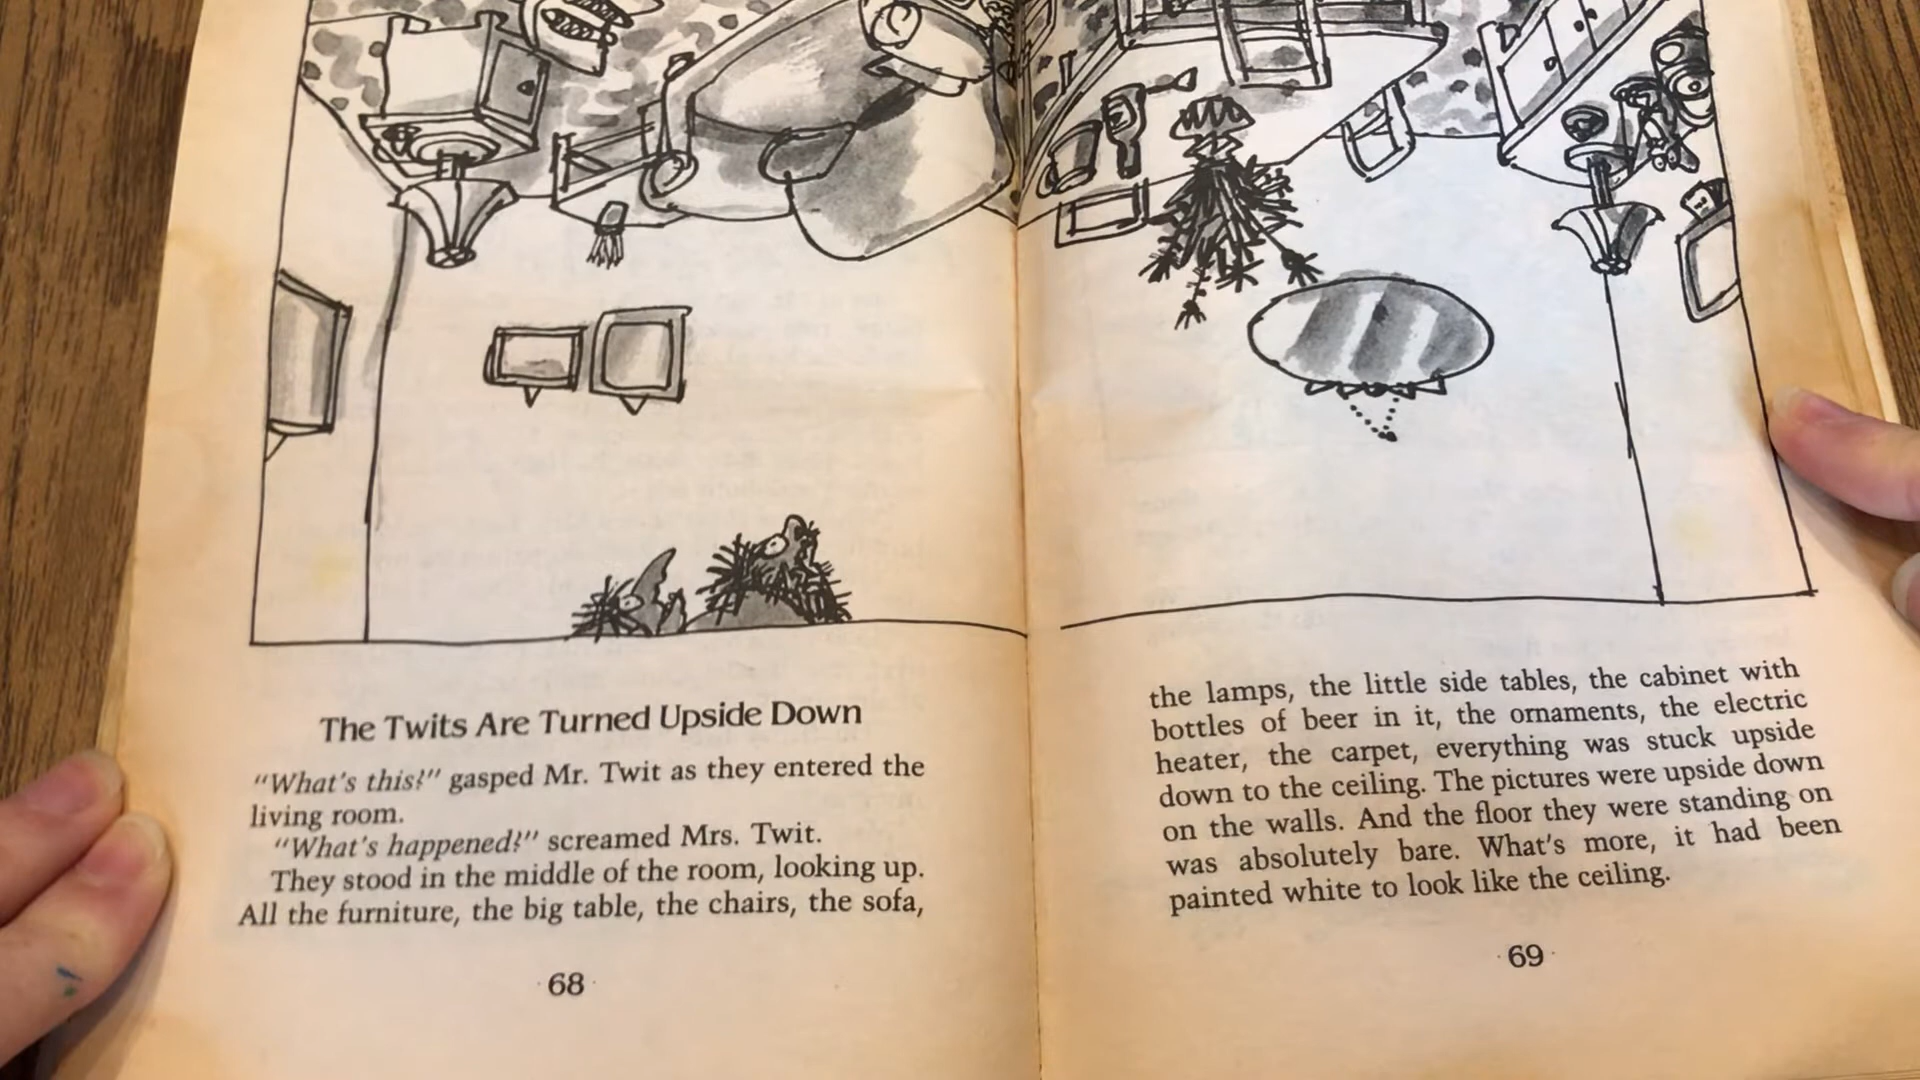 The Twits Are Turned Upside Down
"What's this?" gasped Mr. Twit as they entered the
living room.
"What's happened?" screamed Mrs. Twit.
They stood in the middle of the room, looking up.
All the furniture, the big table, the chairs, the sofa,
·68·
the lamps, the little side tables, the cabinet with
bottles of beer in it, the ornaments, the electric
heater, the carpet, everything was stuck upside
down to the ceiling. The pictures were upside down
on the walls. And the floor they were standing on
was absolutely bare. What's more, it had been
painted white to look like the ceiling.
·69·